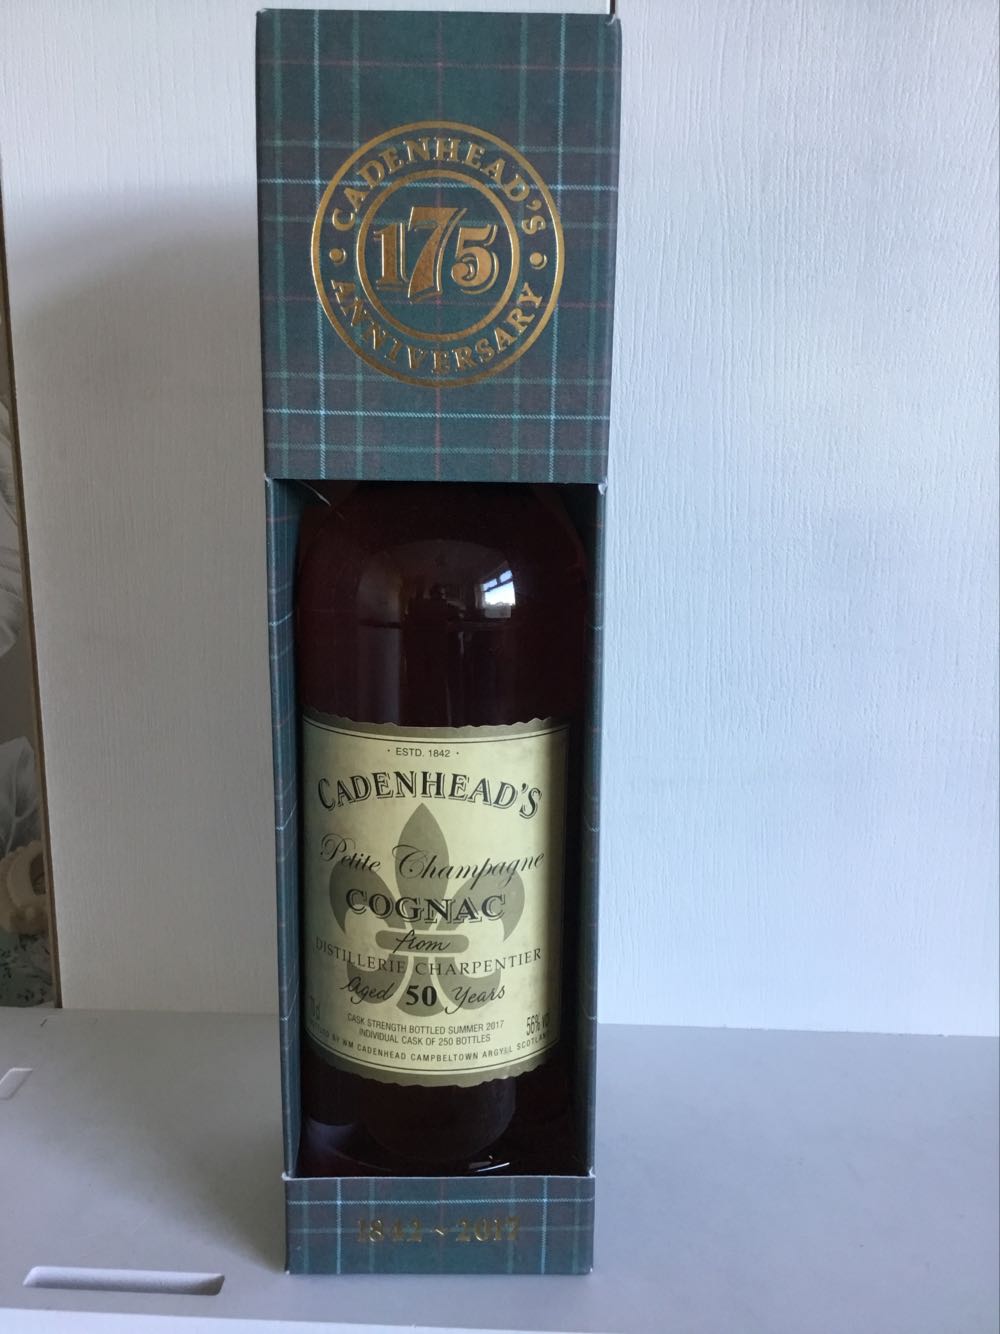 CADENHEAD'S
175
ANNIVERSARY
· ESTD. 1842 ·
CADENHEAD'S
Petite Champagne
COGNAC
from
DISTILLERIE CHARPENTIER
Aged 50 Years
CASK STRENGTH BOTTLED SUMMER 2017
INDIVIDUAL CASK OF 250 BOTTLES
56% vol
BY WM CADENHEAD CAMPBELTOWN ARGYLL SCOTLAND
1842 ~ 2017